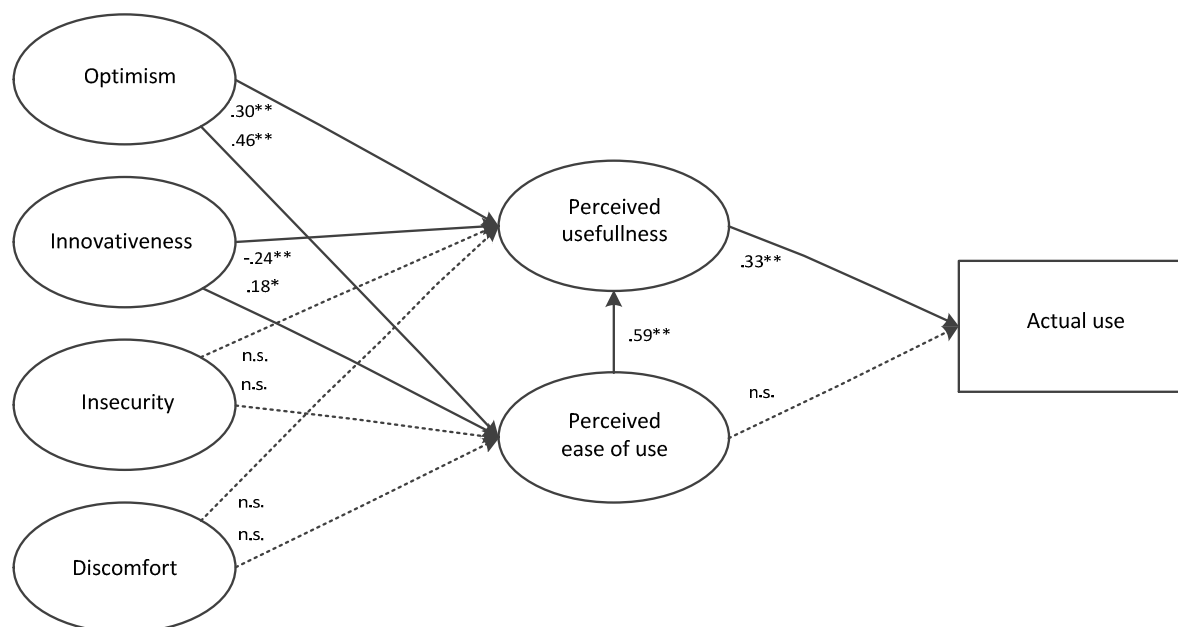 Optimism
.30**
.46**
Innovativeness
-.24**
.18*
Insecurity
n.s.
n.s.
Discomfort
n.s.
n.s.
Perceived
usefullness
.59**
Perceived
ease of use
.33**
n.s.
Actual use